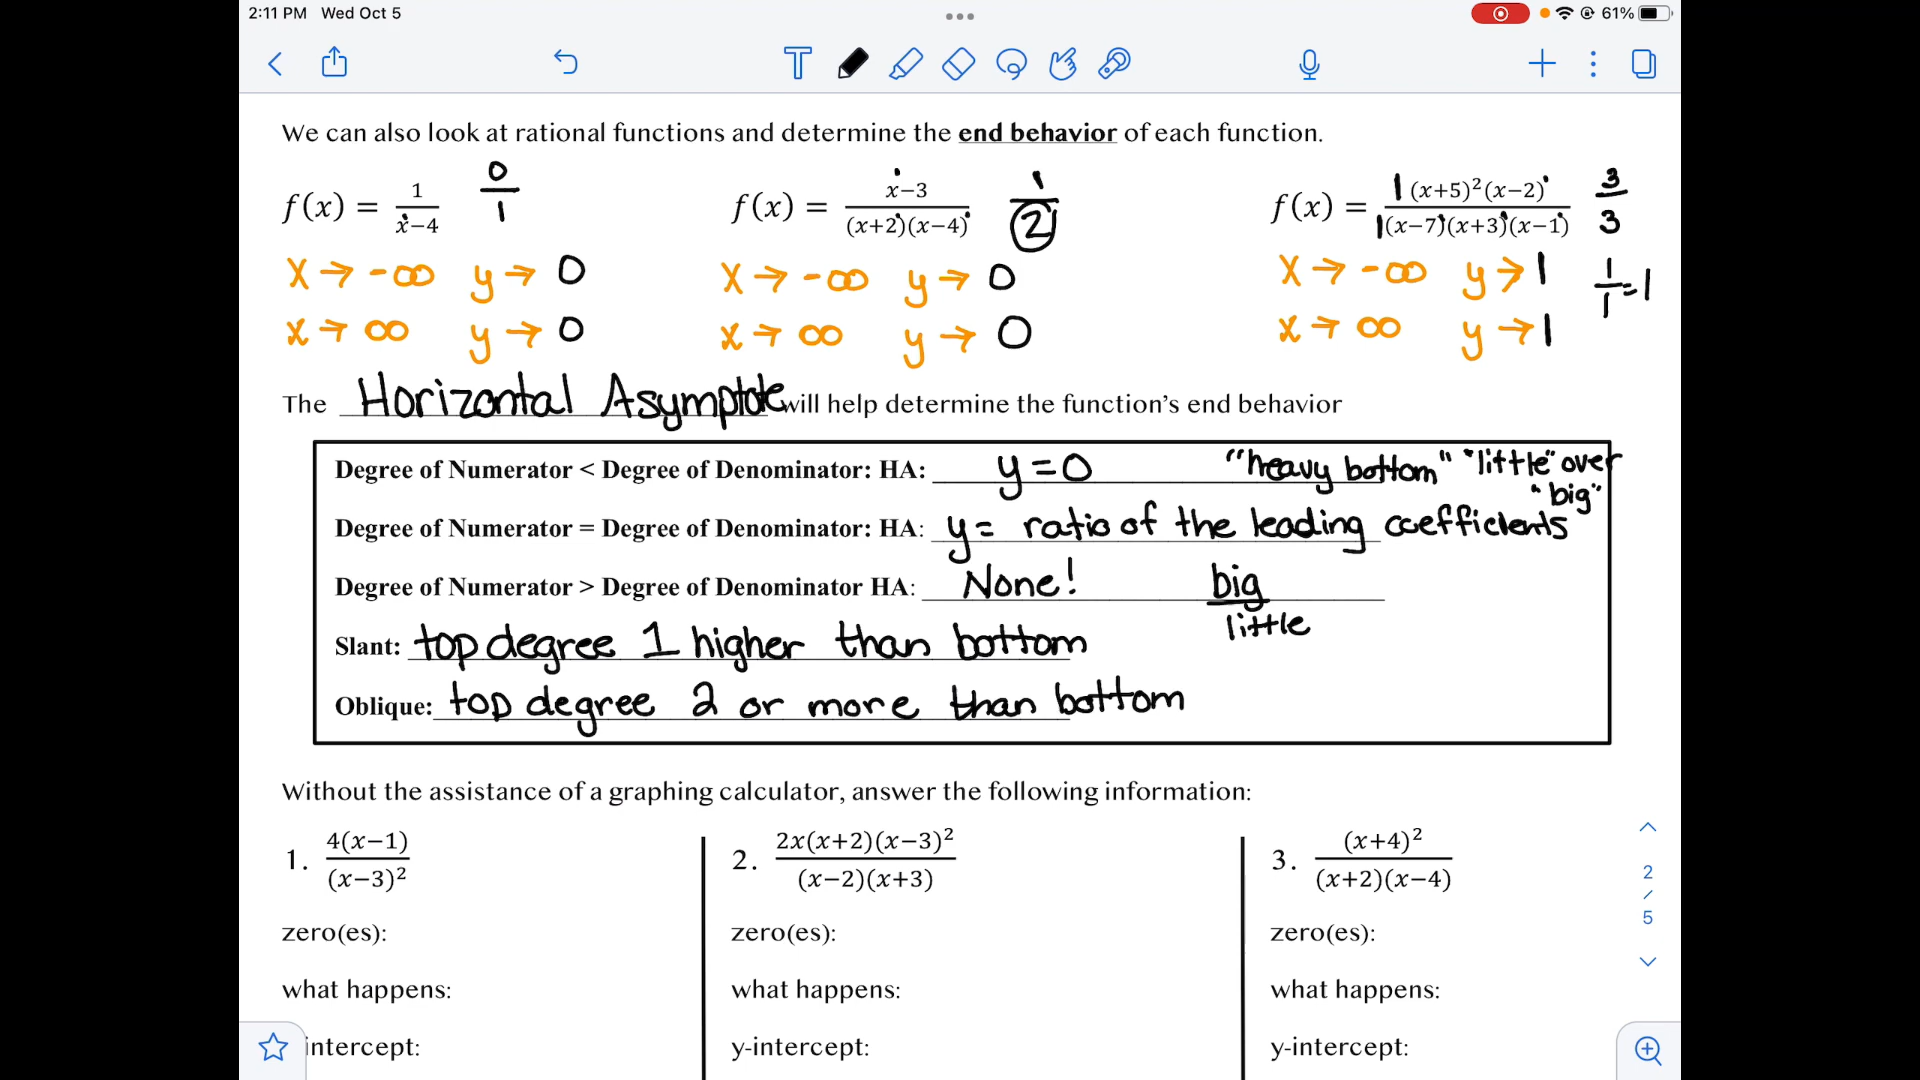 2:11 PM Wed Oct 5
61%
We can also look at rational functions and determine the end behavior of each function.
f(x) = 1/(x−4) 0/1
x → -∞ y → 0
x → ∞ y → 0
f(x) = (x−3)/((x+2)(x−4)) 1/2
x → -∞ y → 0
x → ∞ y → 0
f(x) = 1(x+5)²(x−2)/1(x−7)(x+3)(x−1) 3/3
x → -∞ y → 1 1/1=1
x → ∞ y → 1
The Horizontal Asymptote will help determine the function's end behavior
Degree of Numerator < Degree of Denominator: HA: y=0 "heavy bottom" "little" over "big"
Degree of Numerator = Degree of Denominator: HA: y= ratio of the leading coefficients
Degree of Numerator > Degree of Denominator HA: None! big/little
Slant: top degree 1 higher than bottom
Oblique: top degree 2 or more than bottom
Without the assistance of a graphing calculator, answer the following information:
1. 4(x−1)/(x−3)²
zero(es):
what happens:
intercept:
2. 2x(x+2)(x−3)²/(x−2)(x+3)
zero(es):
what happens:
y-intercept:
3. (x+4)²/(x+2)(x−4)
zero(es):
what happens:
y-intercept:
2
/
5